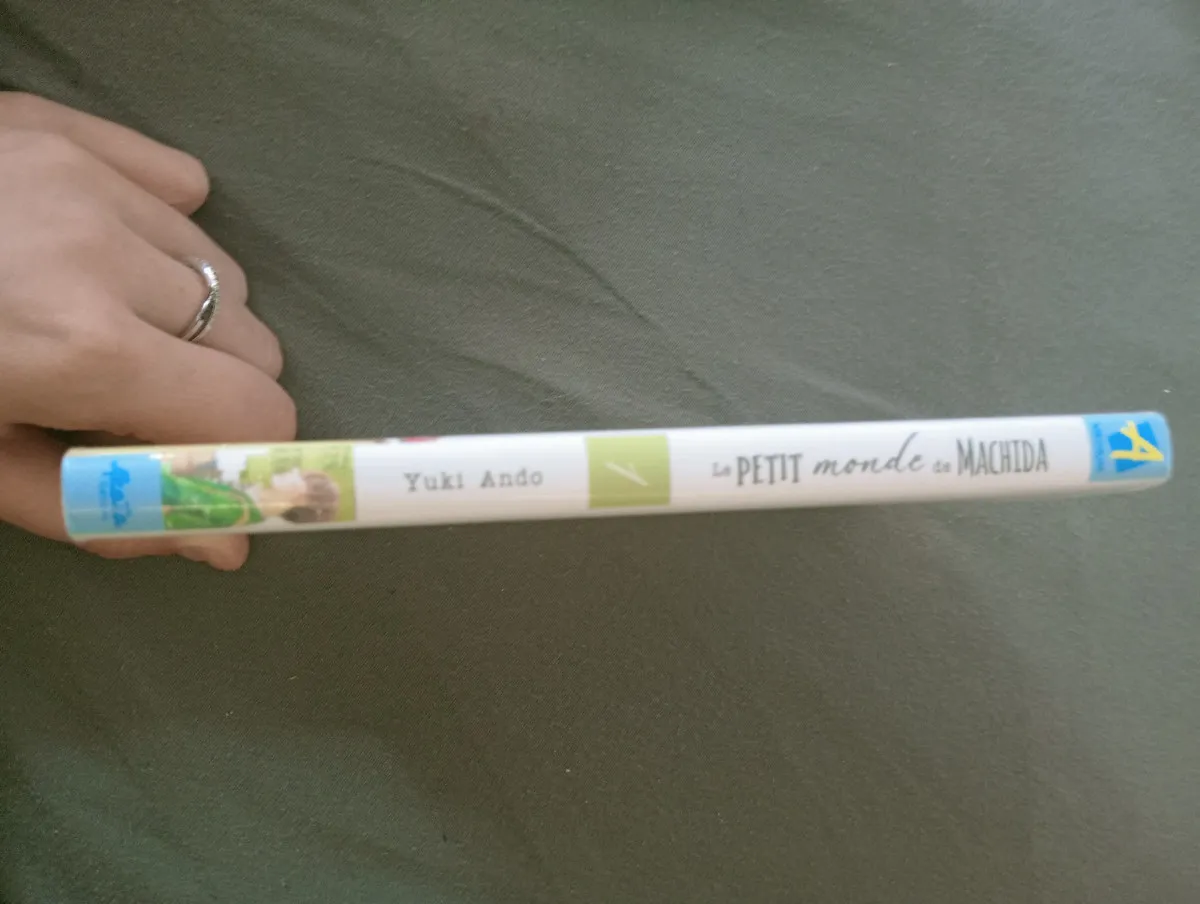 Yuki Ando
1
Le PETIT monde de MACHIDA